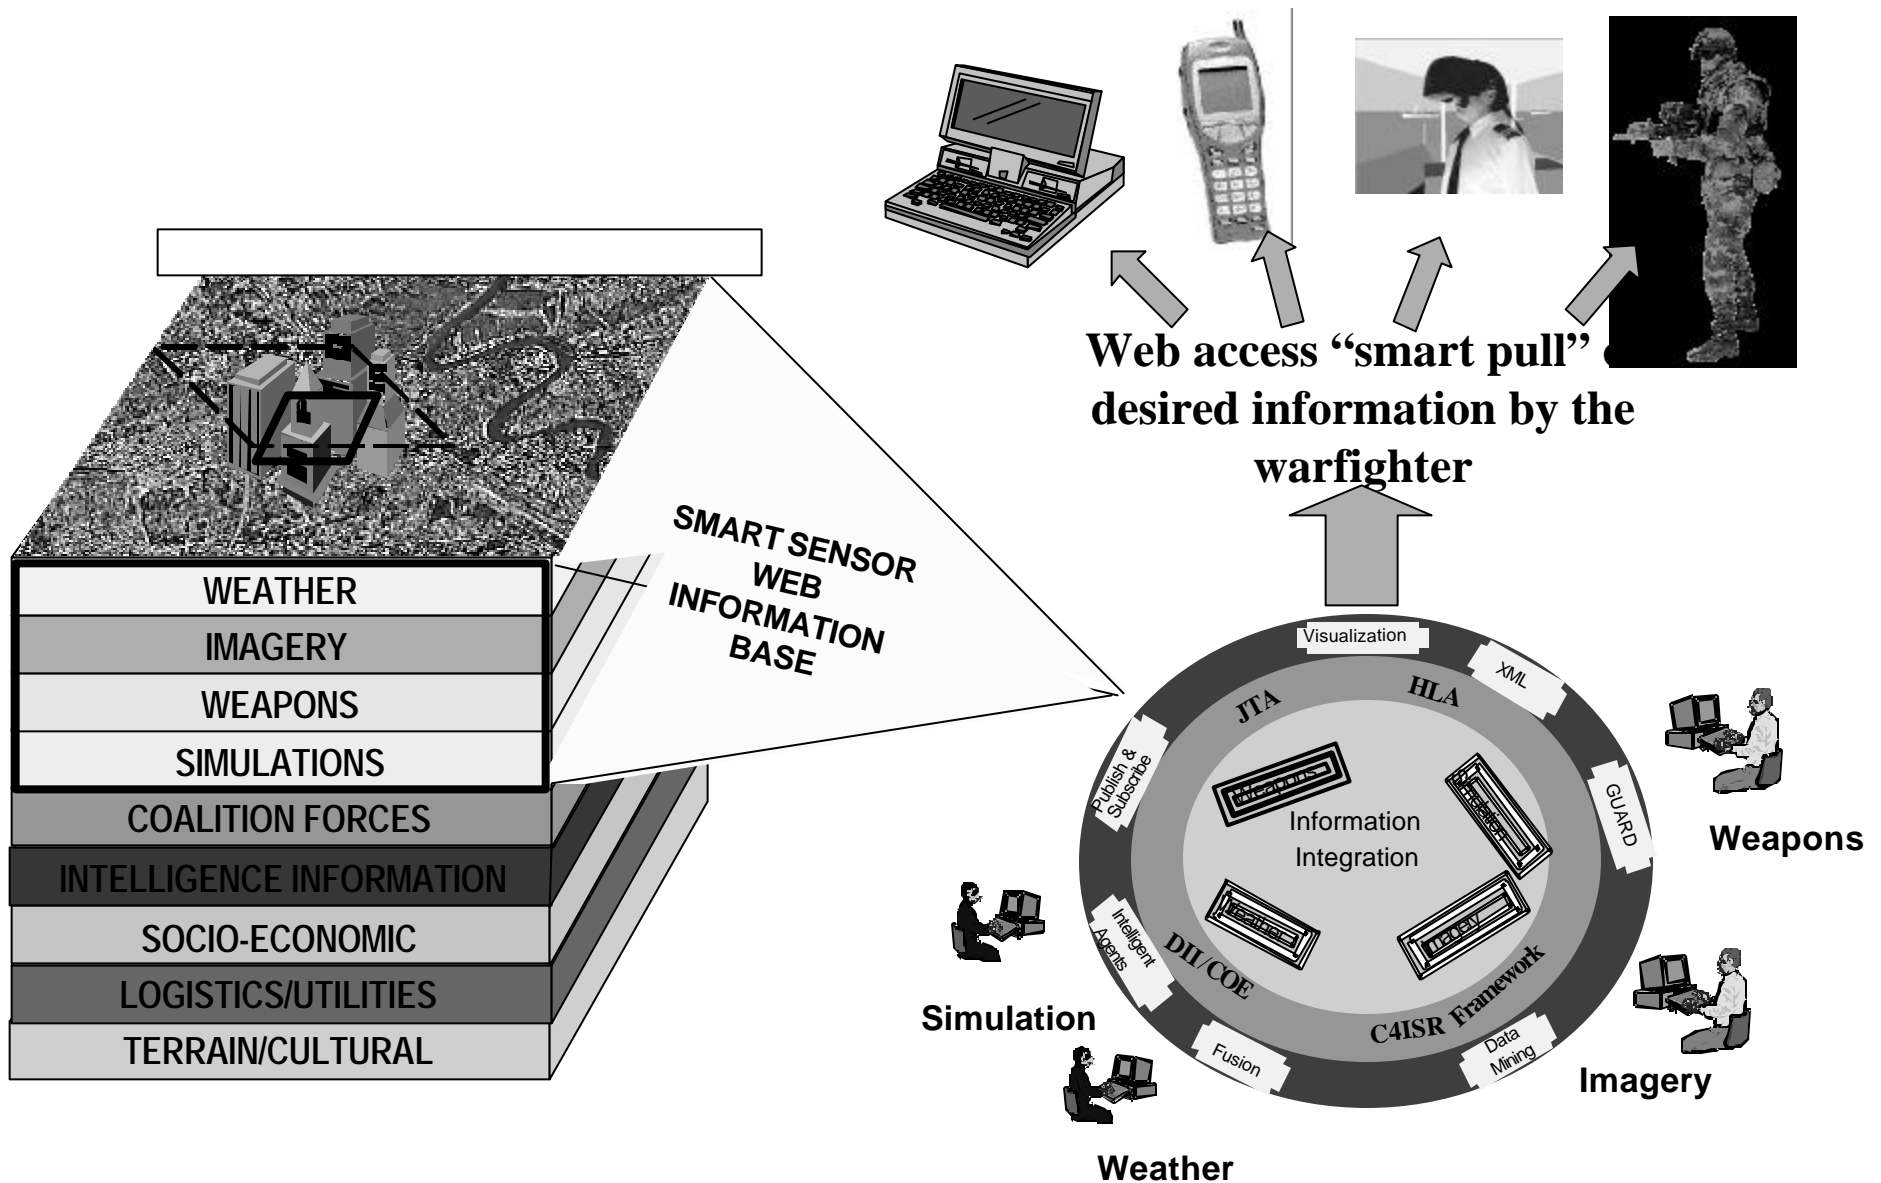 Web access “smart pull”
desired information by the
warfighter
SMART SENSOR
WEB
INFORMATION
BASE
WEATHER
IMAGERY
WEAPONS
SIMULATIONS
COALITION FORCES
INTELLIGENCE INFORMATION
SOCIO-ECONOMIC
LOGISTICS/UTILITIES
TERRAIN/CULTURAL
Visualization
XML
GUARD
Data
Mining
Fusion
Intelligent
Agents
Publish &
Subscribe
JTA
HLA
DII/COE
C4ISR Framework
Weapons
Information
Integration
Weapons
Simulation
Imagery
Weather